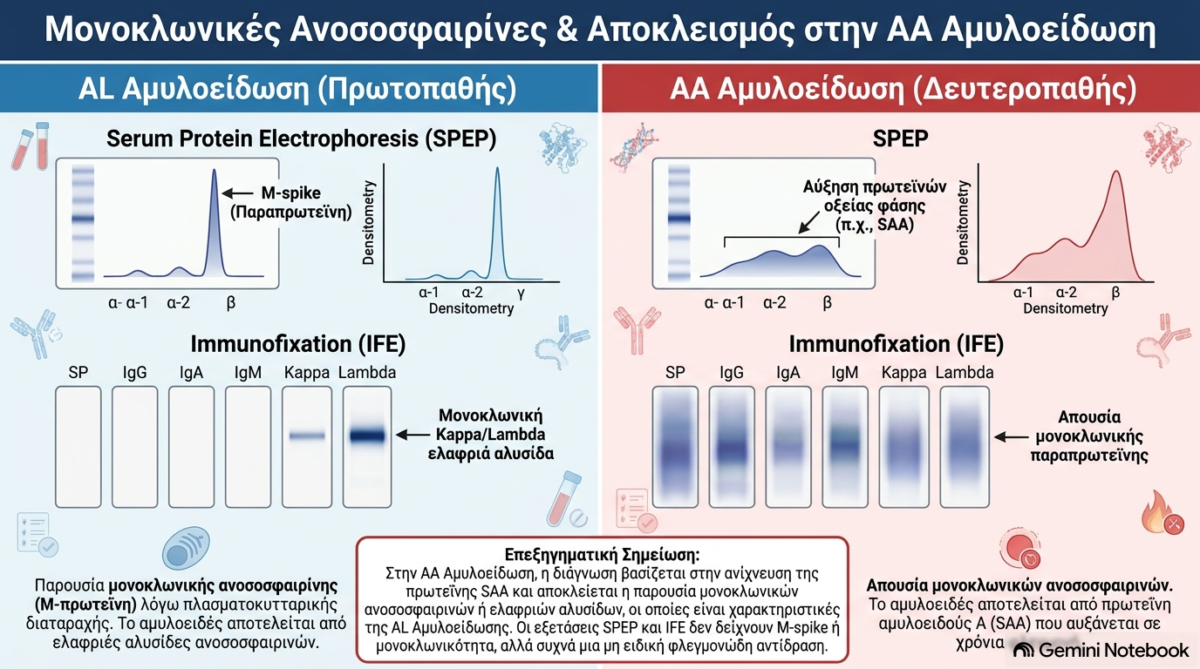 Μονοκλωνικές Ανοσοσφαιρίνες & Αποκλεισμός στην ΑΑ Αμυλοείδωση
AL Αμυλοείδωση (Πρωτοπαθής)
Serum Protein Electrophoresis (SPEP)
M-spike
(Παραπρωτεϊνη)
α- α-1 α-2 β
Densitometry
α-1 α-2 γ
Densitometry
Immunofixation (IFE)
SP IgG IgA IgM Kappa Lambda
Μονοκλωνική
Kappa/Lambda
ελαφριά αλυσίδα
Παρουσία μονοκλωνικής ανοσοσφαιρίνης
(Μ-πρωτεΐνη) λόγω πλασματοκυτταρικής
διαταραχής. Το αμυλοειδές αποτελείται από
ελαφριές αλυσίδες ανοσοσφαιρινών.
AA Αμυλοείδωση (Δευτεροπαθής)
SPEP
Αύξηση πρωτεϊνών
οξείας φάσης
(π.χ., SAA)
α- α-1 α-2 β
Densitometry
α-1 α-2 β
Densitometry
Immunofixation (IFE)
SP IgG IgA IgM Kappa Lambda
Απουσία
μονοκλωνικής
παραπρωτεϊνης
Επεξηγηματική Σημείωση:
Στην ΑΑ Αμυλοείδωση, η διάγνωση βασίζεται στην ανίχνευση της
πρωτεΐνης SAA και αποκλείεται η παρουσία μονοκλωνικών
ανοσοσφαιρινών ή ελαφριών αλυσίδων, οι οποίες είναι χαρακτηριστικές
της AL Αμυλοείδωσης. Οι εξετάσεις SPEP και IFE δεν δείχνουν M-spike ή
μονοκλωνικότητα, αλλά συχνά μια μη ειδική φλεγμονώδη αντίδραση.
Απουσία μονοκλωνικών ανοσοσφαιρινών.
Το αμυλοειδές αποτελείται από πρωτεΐνη
αμυλοειδούς Α (SAA) που αυξάνεται σε
χρόνια
Gemini Notebook